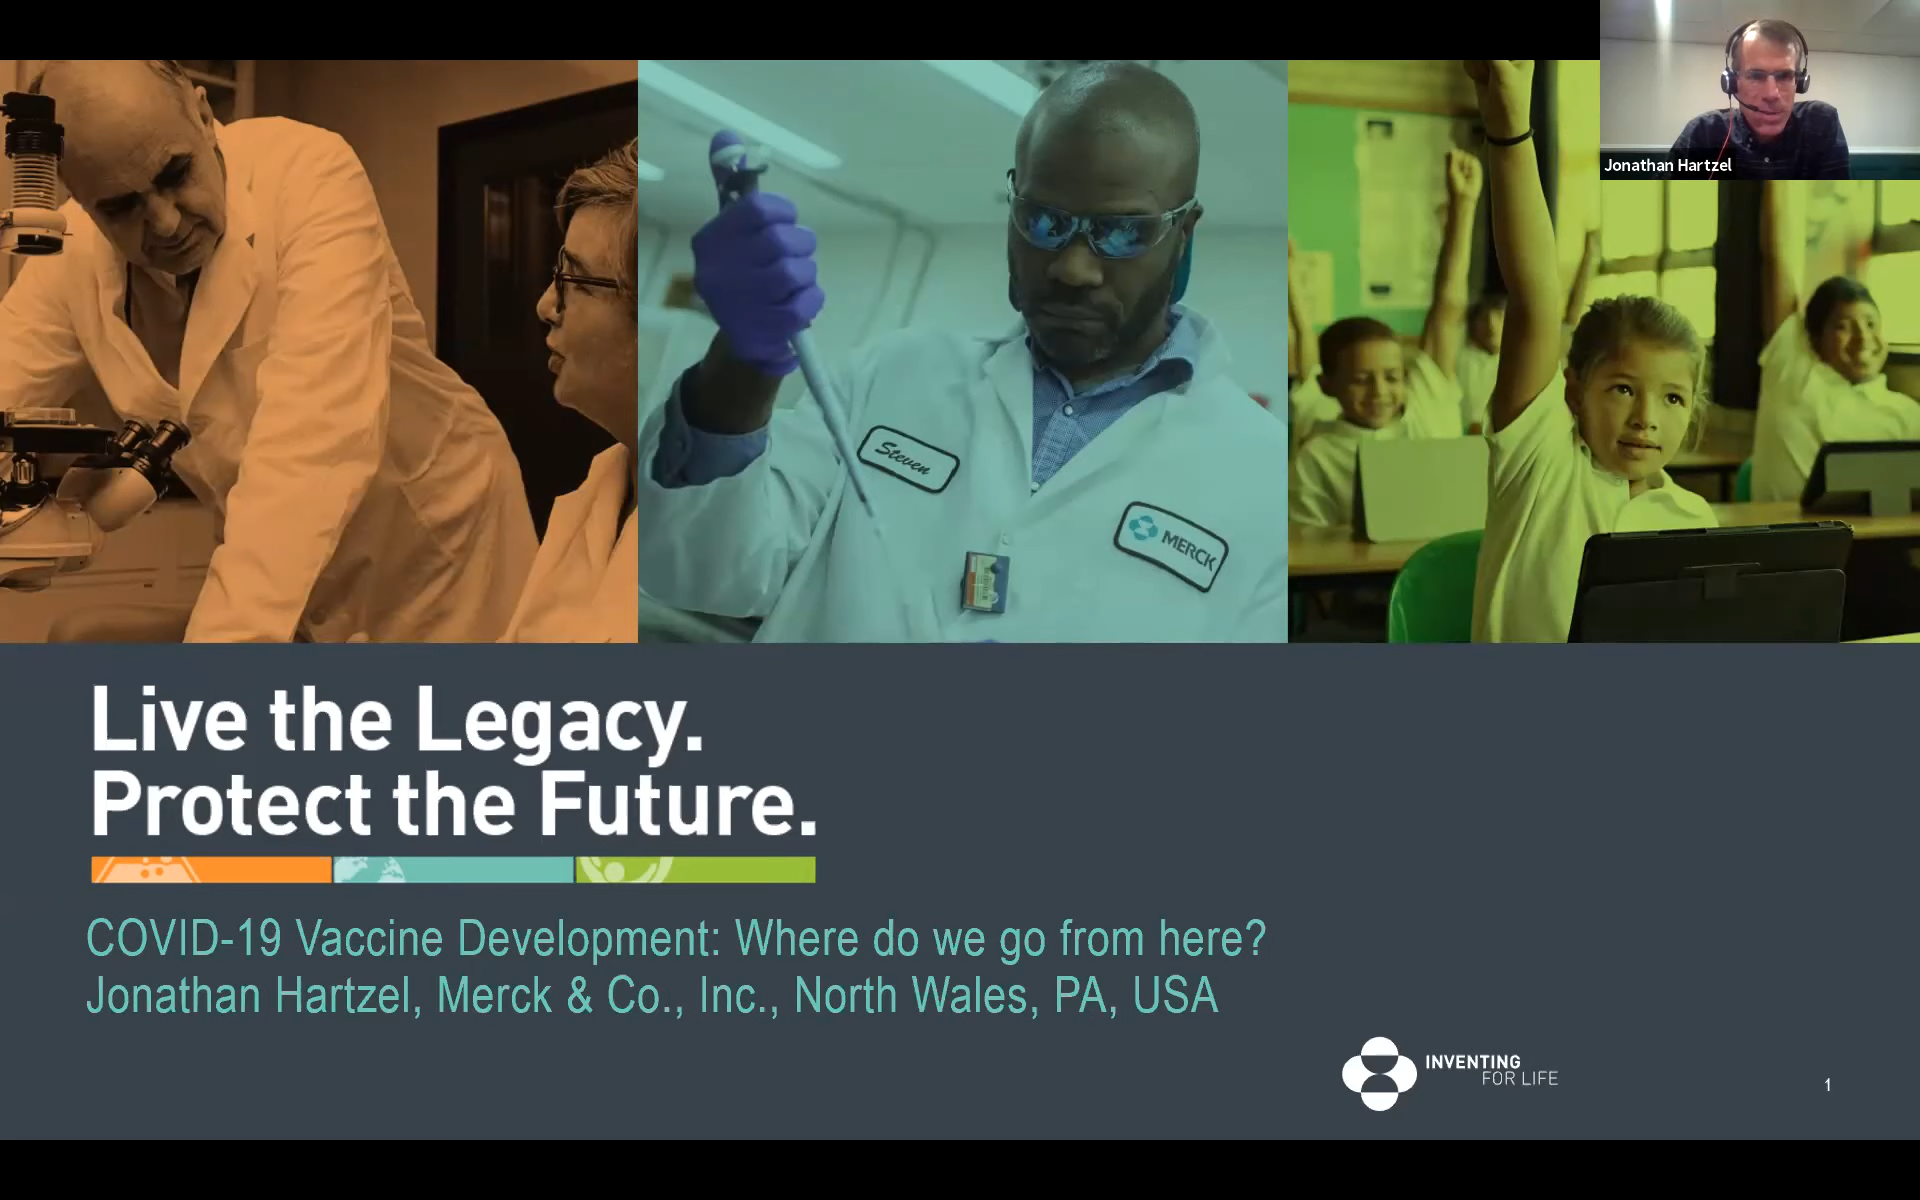 Jonathan Hartzel
Steven
MERCK
Live the Legacy.
Protect the Future.
COVID-19 Vaccine Development: Where do we go from here?
Jonathan Hartzel, Merck & Co., Inc., North Wales, PA, USA
INVENTING
FOR LIFE
1